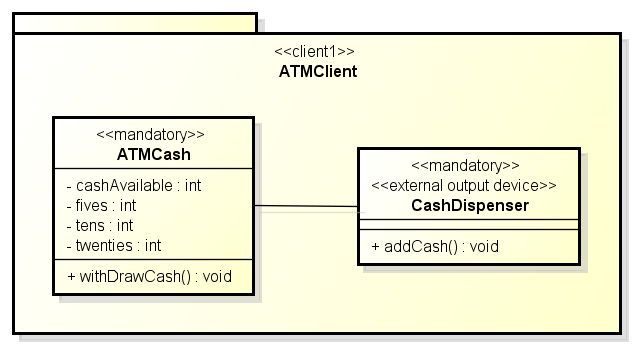 <<client1>>
ATMClient
<<mandatory>>
ATMCash
- cashAvailable : int
- fives : int
- tens : int
- twenties : int
+ withDrawCash() : void
<<mandatory>>
<<external output device>>
CashDispenser
+ addCash() : void